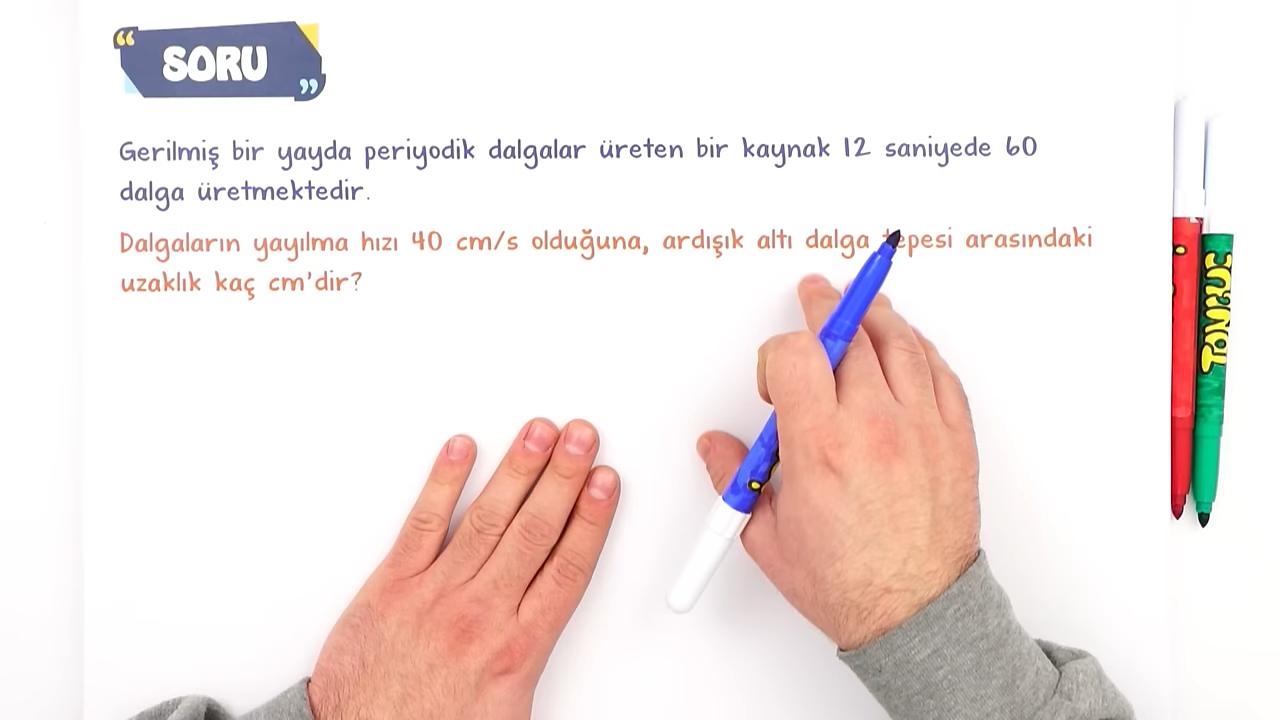 SORU
Gerilmiş bir yayda periyodik dalgalar üreten bir kaynak 12 saniyede 60
dalga üretmektedir.
Dalgaların yayılma hızı 40 cm/s olduğuna, ardışık altı dalga tepesi arasındaki
uzaklık kaç cm'dir?